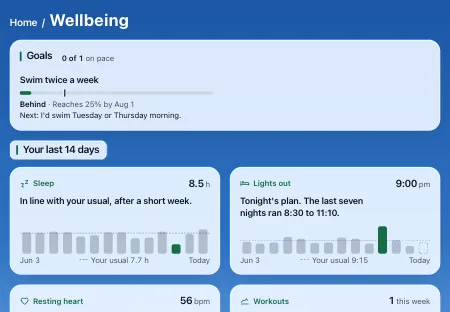 Home / Wellbeing
Goals 0 of 1 on pace
Swim twice a week
Behind · Reaches 25% by Aug 1
Next: I'd swim Tuesday or Thursday morning.
Your last 14 days
Sleep 8.5 h
In line with your usual, after a short week.
Jun 3 Your usual 7.7 h Today
Lights out 9:00 pm
Tonight's plan. The last seven
nights ran 8:30 to 11:10.
Jun 3 Your usual 9:15 Today
Resting heart 56 bpm
Workouts 1 this week